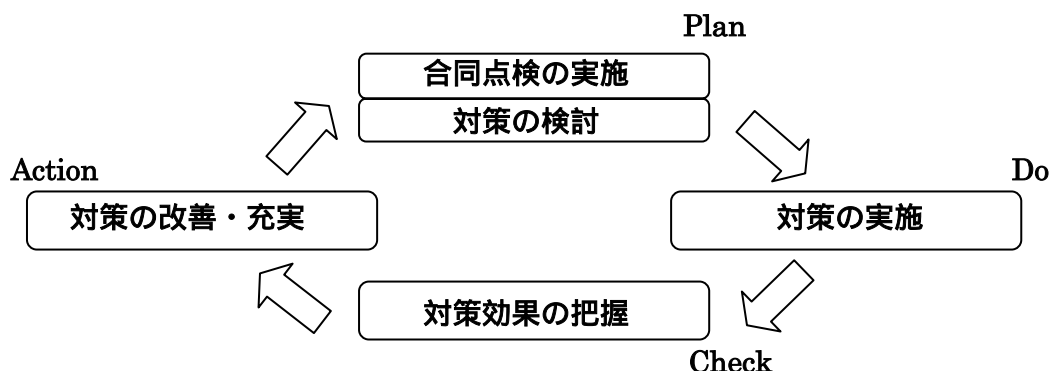 Plan
合同点検の実施
対策の検討
Action
対策の改善・充実
Do
対策の実施
対策効果の把握
Check